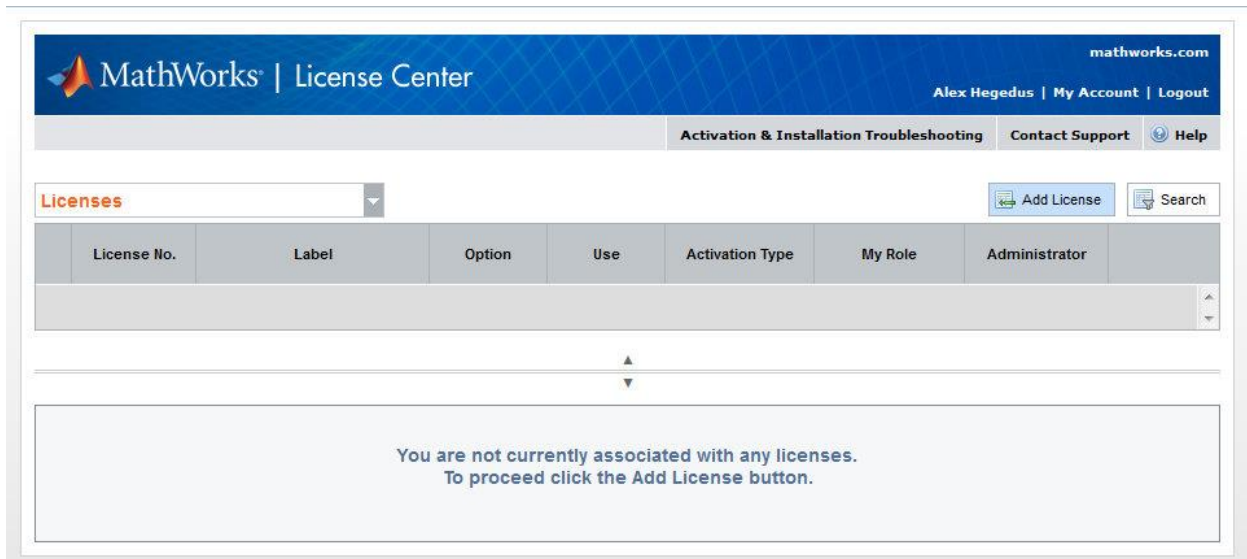 mathworks.com
MathWorks® | License Center
Alex Hegedus | My Account | Logout
Activation & Installation Troubleshooting Contact Support Help
Licenses Add License Search
License No. Label Option Use Activation Type My Role Administrator
You are not currently associated with any licenses.
To proceed click the Add License button.